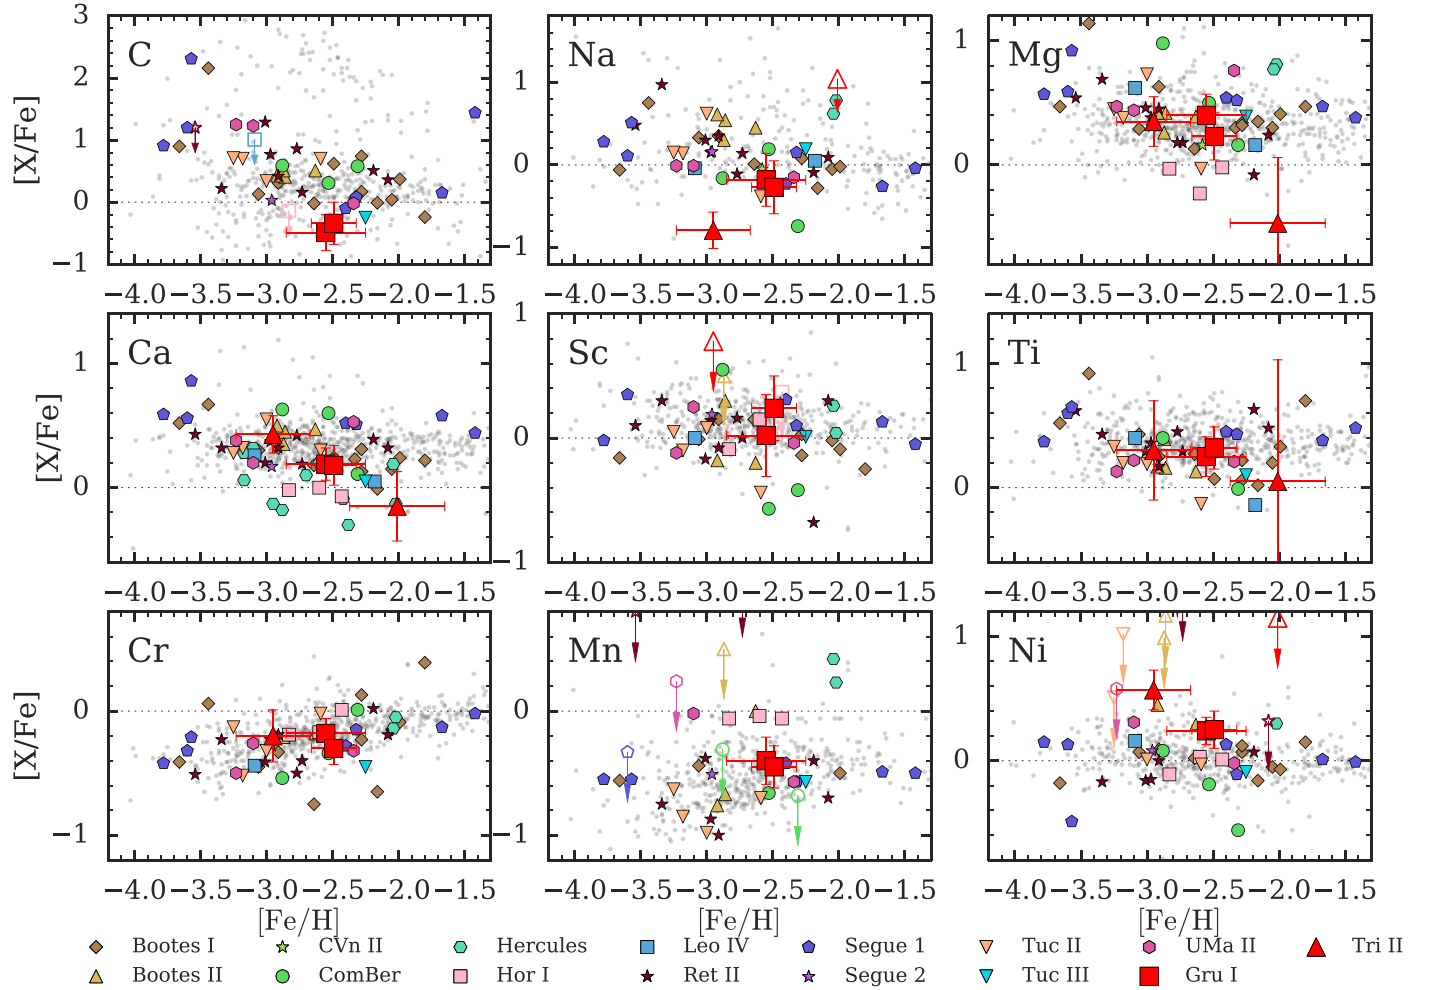 3
2
1
0
−1
[X/Fe]
C
−4.0 −3.5 −3.0 −2.5 −2.0 −1.5
1
0
−1
Na
−4.0 −3.5 −3.0 −2.5 −2.0 −1.5
1
0
Mg
−4.0 −3.5 −3.0 −2.5 −2.0 −1.5
1
0
[X/Fe]
Ca
−4.0 −3.5 −3.0 −2.5 −2.0 −1.5
1
0
−1
Sc
−4.0 −3.5 −3.0 −2.5 −2.0 −1.5
1
0
Ti
−4.0 −3.5 −3.0 −2.5 −2.0 −1.5
0
−1
[X/Fe]
Cr
−4.0 −3.5 −3.0 −2.5 −2.0 −1.5
[Fe/H]
0
−1
Mn
−4.0 −3.5 −3.0 −2.5 −2.0 −1.5
[Fe/H]
1
0
Ni
−4.0 −3.5 −3.0 −2.5 −2.0 −1.5
[Fe/H]
Bootes I CVn II Hercules Leo IV Segue 1 Tuc II UMa II Tri II
Bootes II ComBer Hor I Ret II Segue 2 Tuc III Gru I